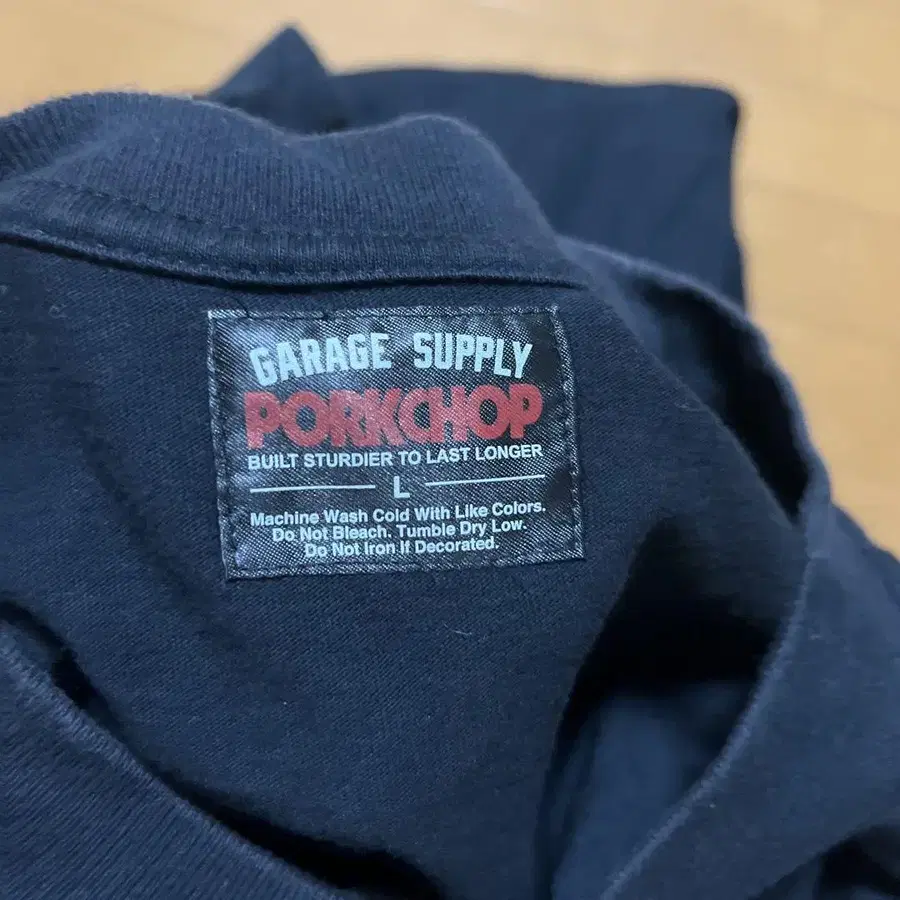 GARAGE SUPPLY
PORKCHOP
BUILT STURDIER TO LAST LONGER
L
Machine Wash Cold With Like Colors.
Do Not Bleach. Tumble Dry Low.
Do Not Iron If Decorated.